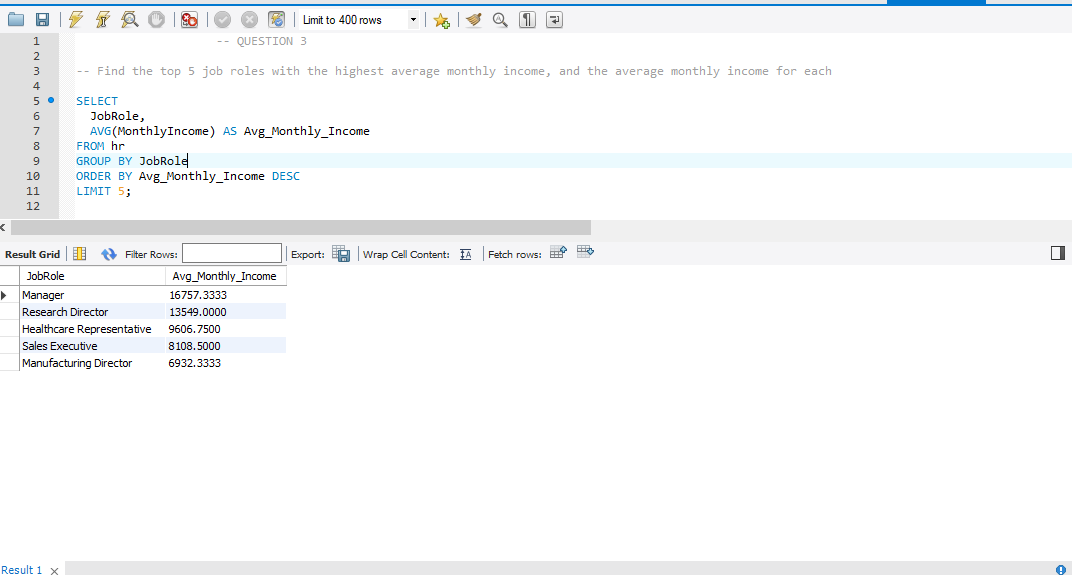 Limit to 400 rows
1 -- QUESTION 3
2
3 -- Find the top 5 job roles with the highest average monthly income, and the average monthly income for each
4
5 SELECT
6 JobRole,
7 AVG(MonthlyIncome) AS Avg_Monthly_Income
8 FROM hr
9 GROUP BY JobRole
10 ORDER BY Avg_Monthly_Income DESC
11 LIMIT 5;
12
Result Grid Filter Rows: Export: Wrap Cell Content: Fetch rows:
JobRole Avg_Monthly_Income
Manager 16757.3333
Research Director 13549.0000
Healthcare Representative 9606.7500
Sales Executive 8108.5000
Manufacturing Director 6932.3333
Result 1